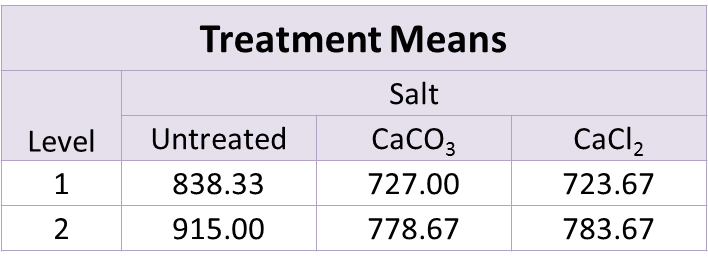 Treatment Means
Salt
Level Untreated CaCO₃ CaCl₂
1 838.33 727.00 723.67
2 915.00 778.67 783.67